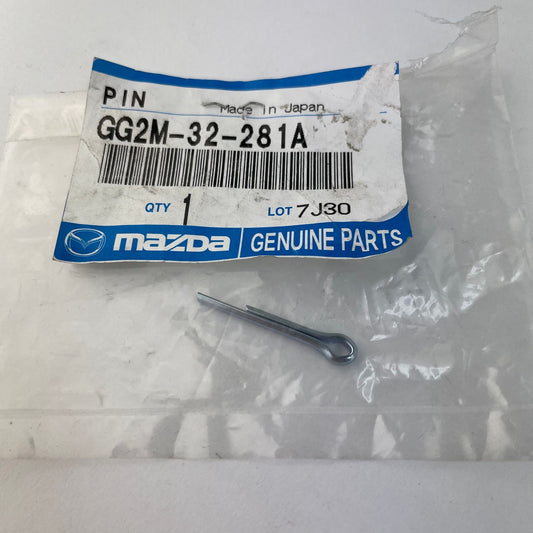 PIN
Made in Japan
GG2M-32-281A
QTY 1 LOT 7J30
mazda GENUINE PARTS